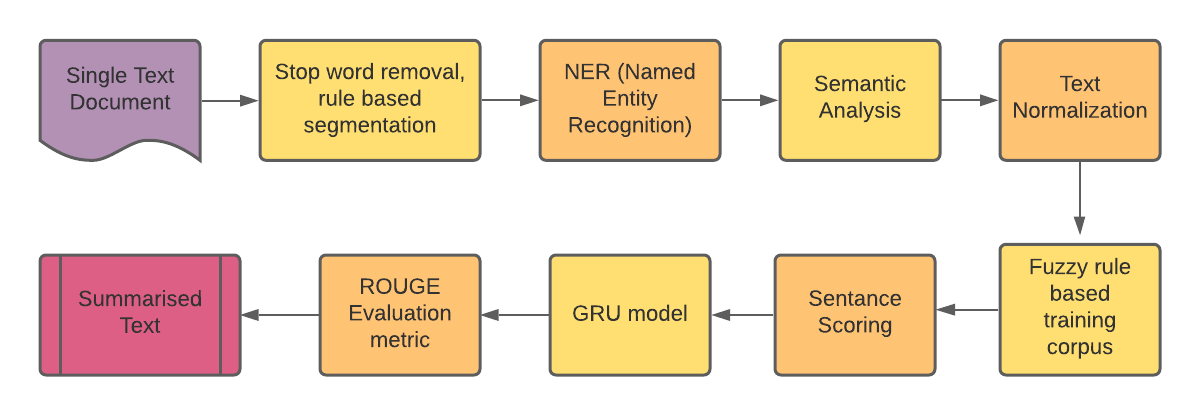 Single Text
Document
Stop word removal,
rule based
segmentation
NER (Named
Entity
Recognition)
Semantic
Analysis
Text
Normalization
Fuzzy rule
based
training
corpus
Sentance
Scoring
GRU model
ROUGE
Evaluation
metric
Summarised
Text